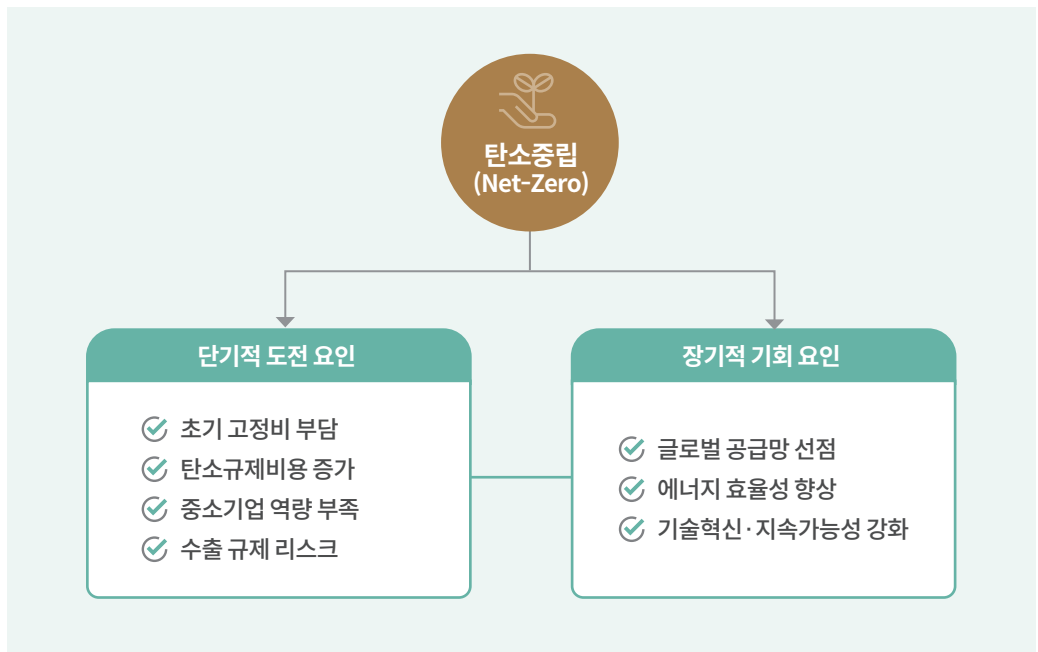 탄소중립
(Net-Zero)
단기적 도전 요인
초기 고정비 부담
탄소규제비용 증가
중소기업 역량 부족
수출 규제 리스크
장기적 기회 요인
글로벌 공급망 선점
에너지 효율성 향상
기술혁신·지속가능성 강화